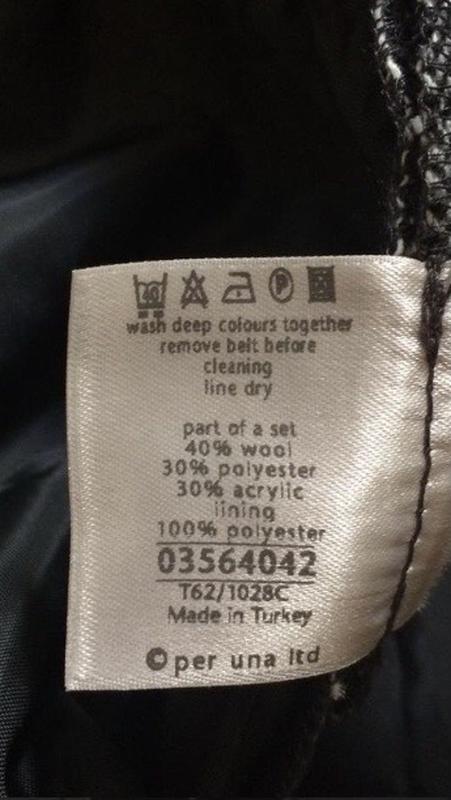 40
P
wash deep colours together
remove belt before
cleaning
line dry
part of a set
40% wool
30% polyester
30% acrylic
lining
100% polyester
03564042
T62/1028C
Made in Turkey
© per una ltd